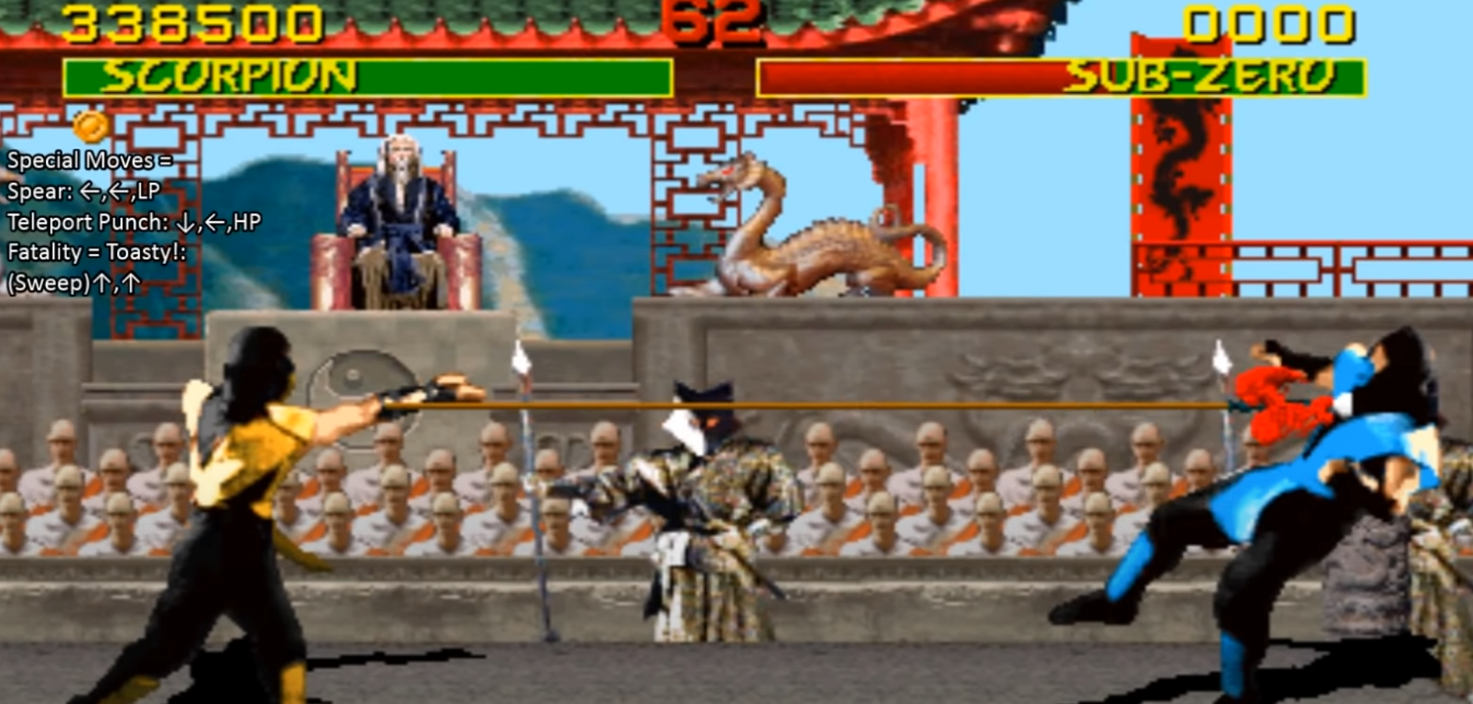 338500
62
0000
SCORPION
SUB-ZERO
Special Moves =
Spear: ←,←,LP
Teleport Punch: ↓,←,HP
Fatality = Toasty!:
(Sweep)↑,↑